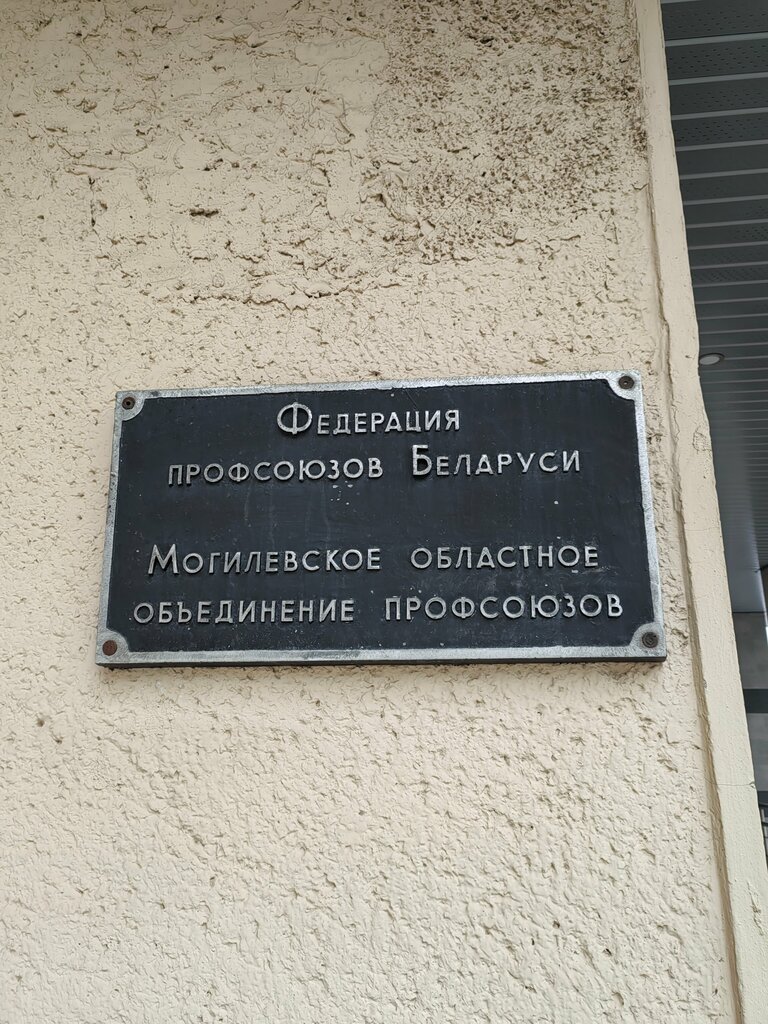 Федерация
профсоюзов Беларуси
Могилевское областное
объединение профсоюзов